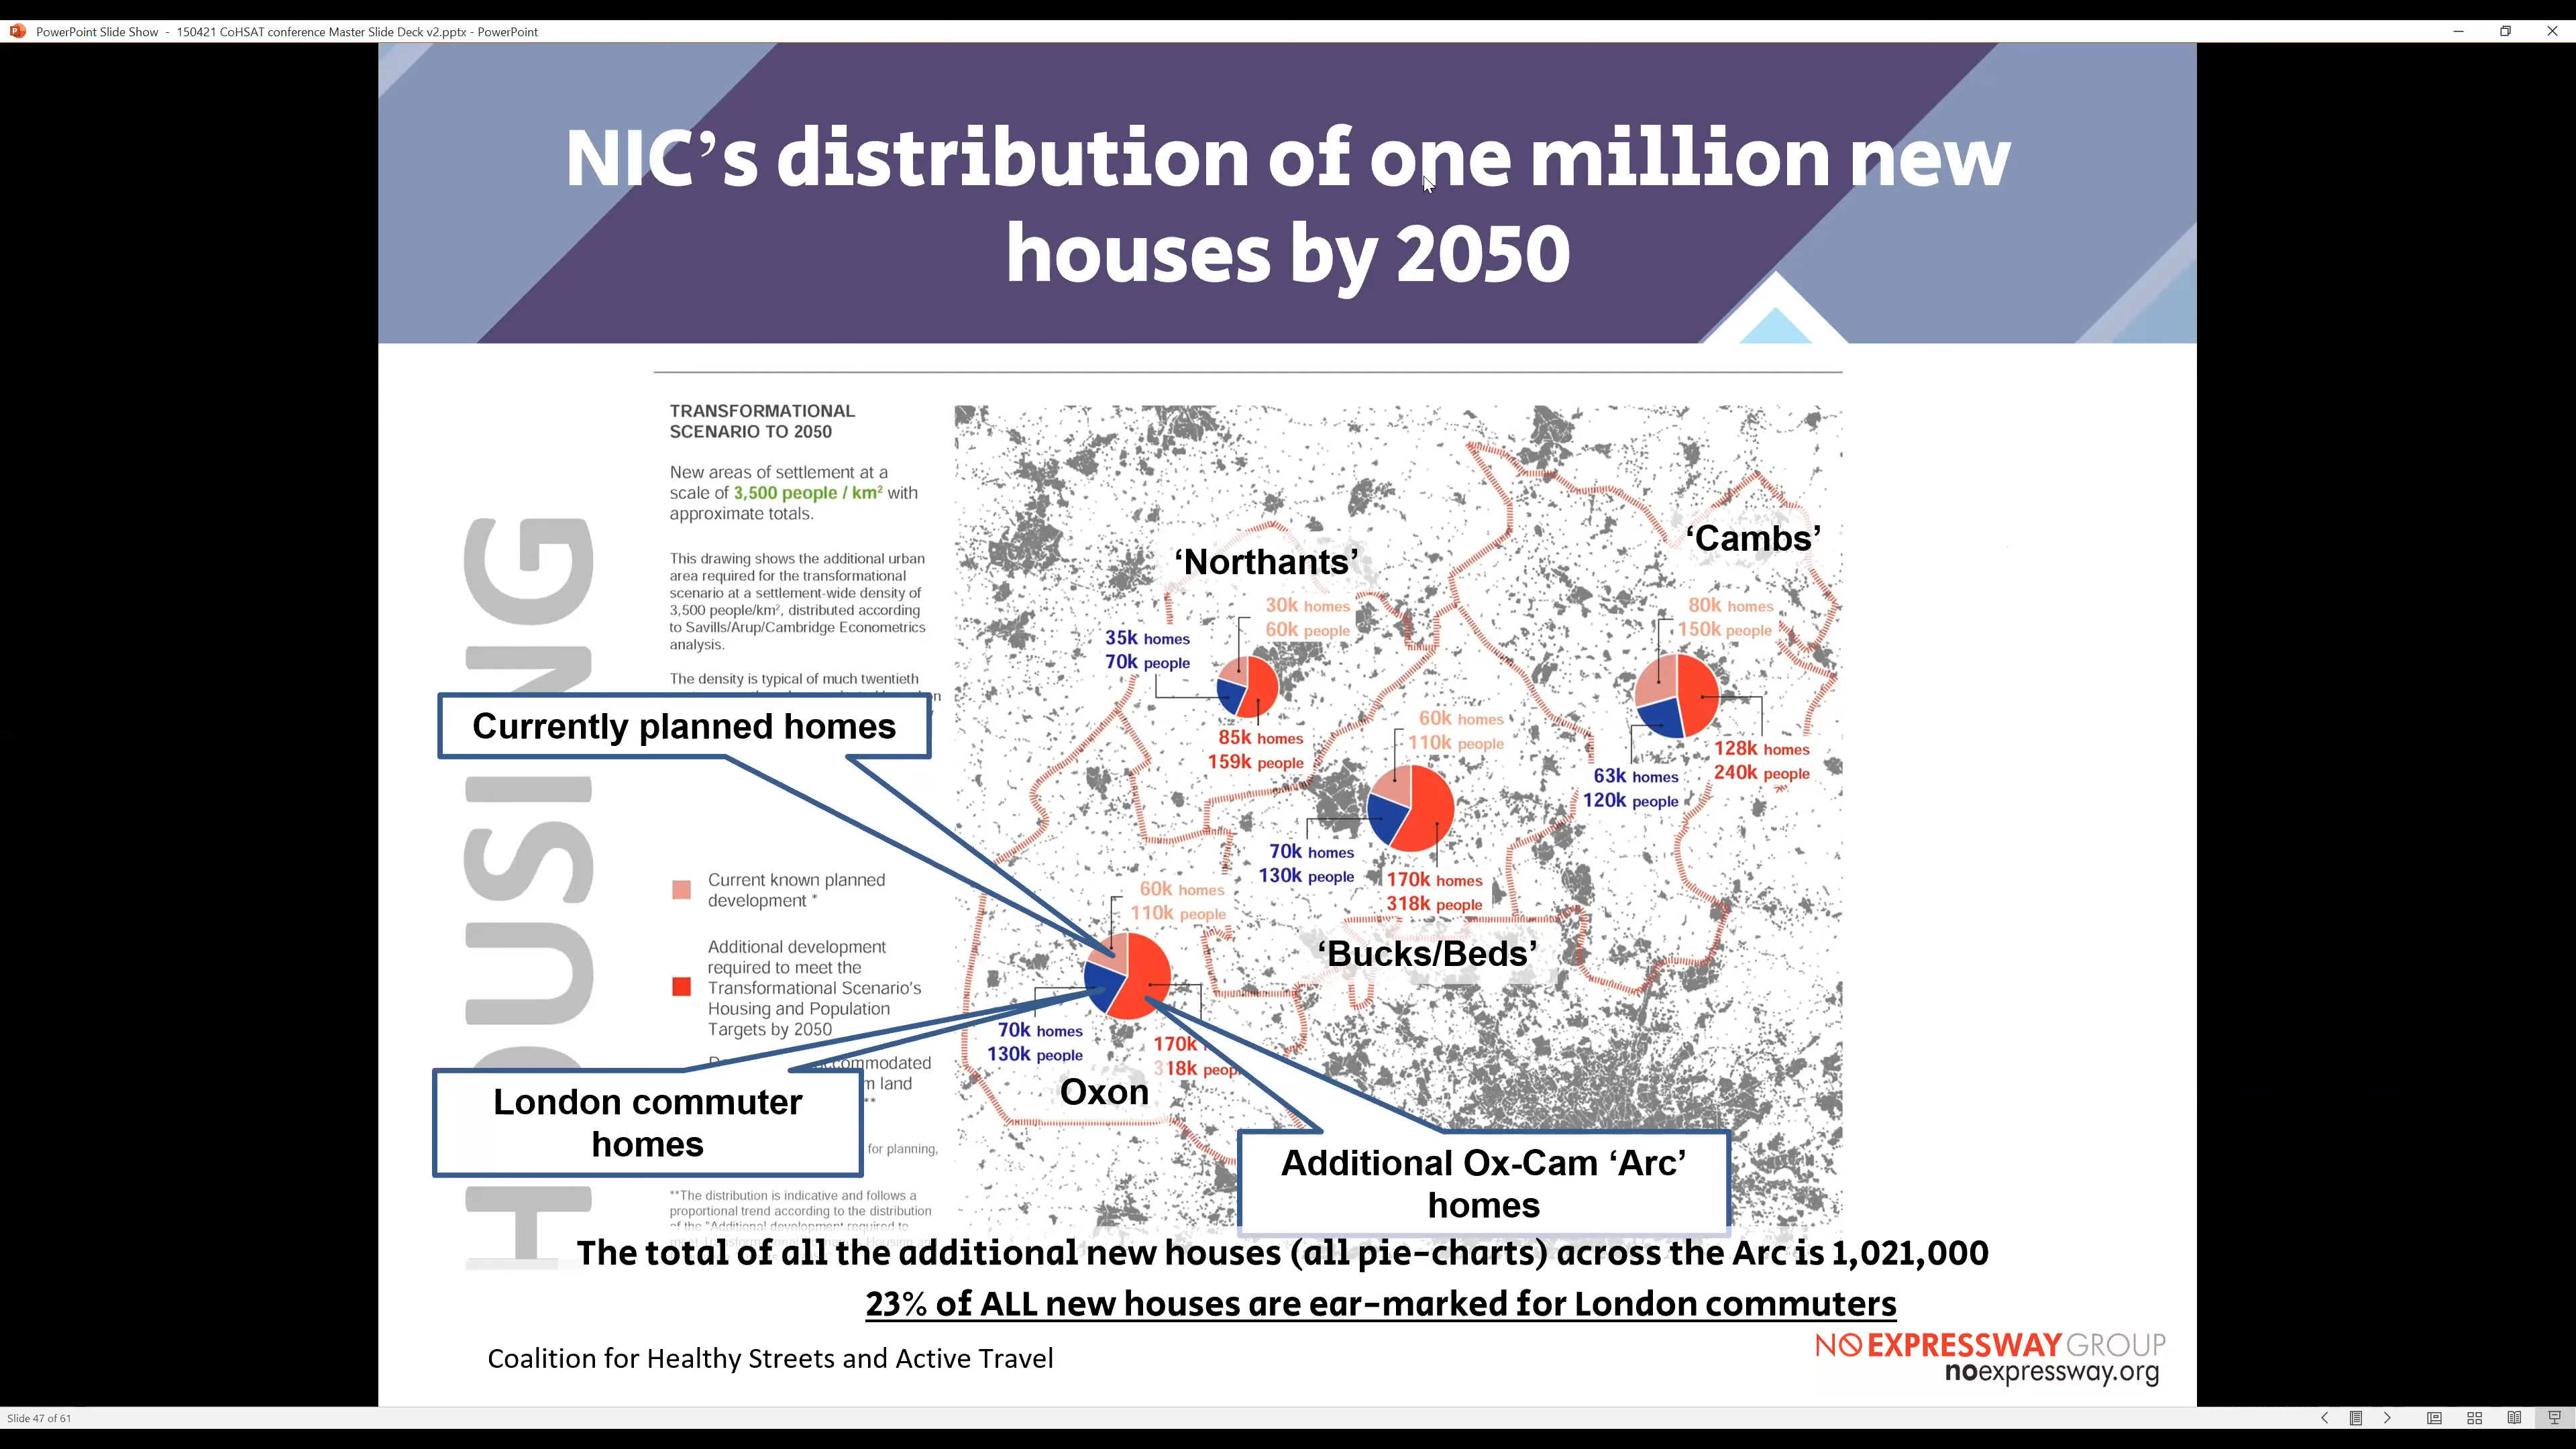 PowerPoint Slide Show - 150421 CoHSAT conference Master Slide Deck v2.pptx - PowerPoint
NIC’s distribution of one million new
houses by 2050
HOUSING
TRANSFORMATIONAL
SCENARIO TO 2050
New areas of settlement at a
scale of 3,500 people / km² with
approximate totals.
This drawing shows the additional urban
area required for the transformational
scenario at a settlement-wide density of
3,500 people/km², distributed according
to Savills/Arup/Cambridge Econometrics
analysis.
The density is typical of much twentieth
Currently planned homes
Current known planned
development *
Additional development
required to meet the
Transformational Scenario’s
Housing and Population
Targets by 2050
land
**
London commuter
homes
for planning,
**The distribution is indicative and follows a
proportional trend according to the distribution
of the "Additional development required to
‘Northants’
30k homes
60k people
35k homes
70k people
85k homes
159k people
‘Cambs’
80k homes
150k people
128k homes
240k people
63k homes
120k people
60k homes
110k people
70k homes
130k people
170k homes
318k people
‘Bucks/Beds’
60k homes
110k people
70k homes
130k people
170k
318k
Oxon
Additional Ox-Cam ‘Arc’
homes
The total of all the additional new houses (all pie-charts) across the Arc is 1,021,000
23% of ALL new houses are ear-marked for London commuters
Coalition for Healthy Streets and Active Travel
NO EXPRESSWAY GROUP
noexpressway.org
Slide 47 of 61